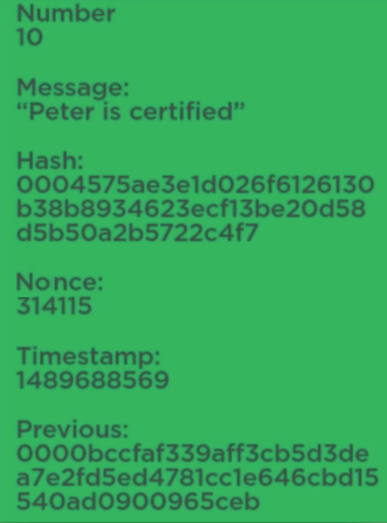 Number
10
Message:
“Peter is certified”
Hash:
0004575ae3e1d026f6126130
b38b8934623ecf13be20d58
d5b50a2b5722c4f7
Nonce:
314115
Timestamp:
1489688569
Previous:
0000bccfaf339aff3cb5d3de
a7e2fd5ed4781cc1e646cbd15
540ad0900965ceb